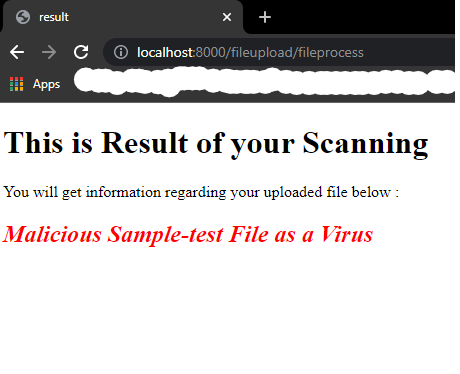 result
localhost:8000/fileupload/fileprocess
Apps
This is Result of your Scanning
You will get information regarding your uploaded file below :
Malicious Sample-test File as a Virus